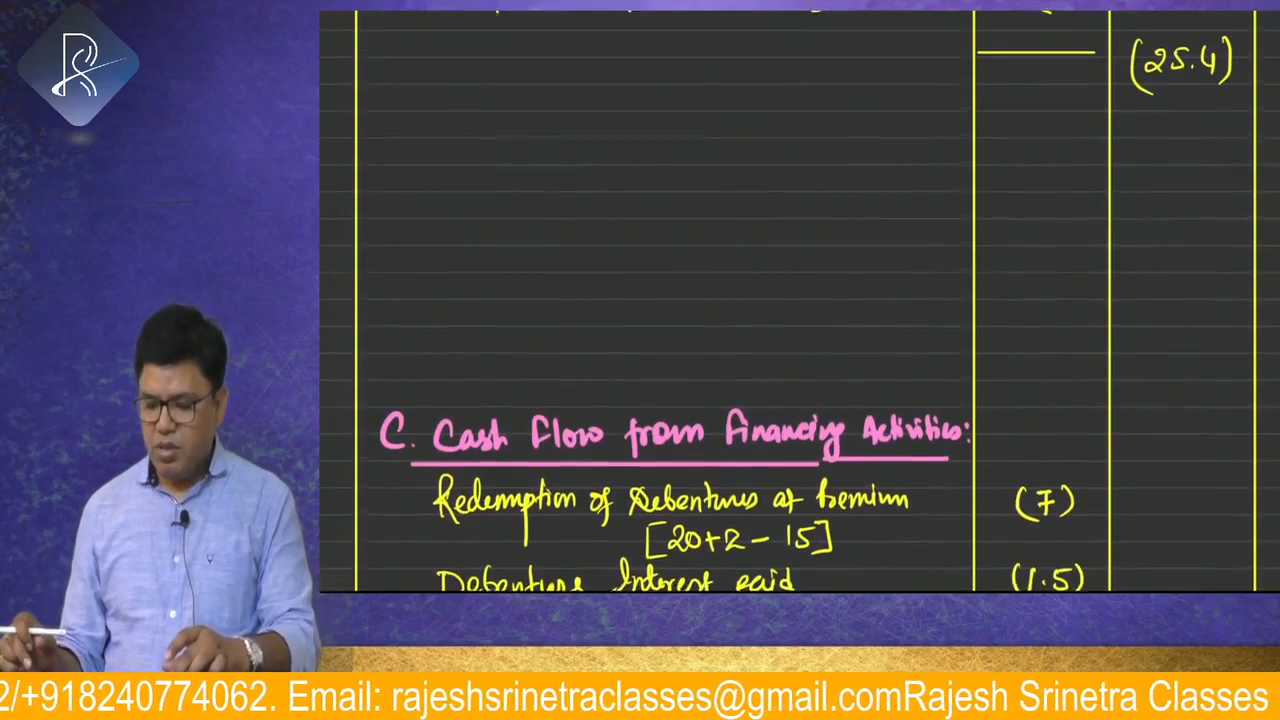 (25.4)
C. Cash Flow from Financing Activities:
Redemption of Debentures at Premium (7)
[20+2-15]
Debenture Interest paid (1.5)
2/+918240774062. Email: rajeshsrinetraclasses@gmail.comRajesh Srinetra Classes